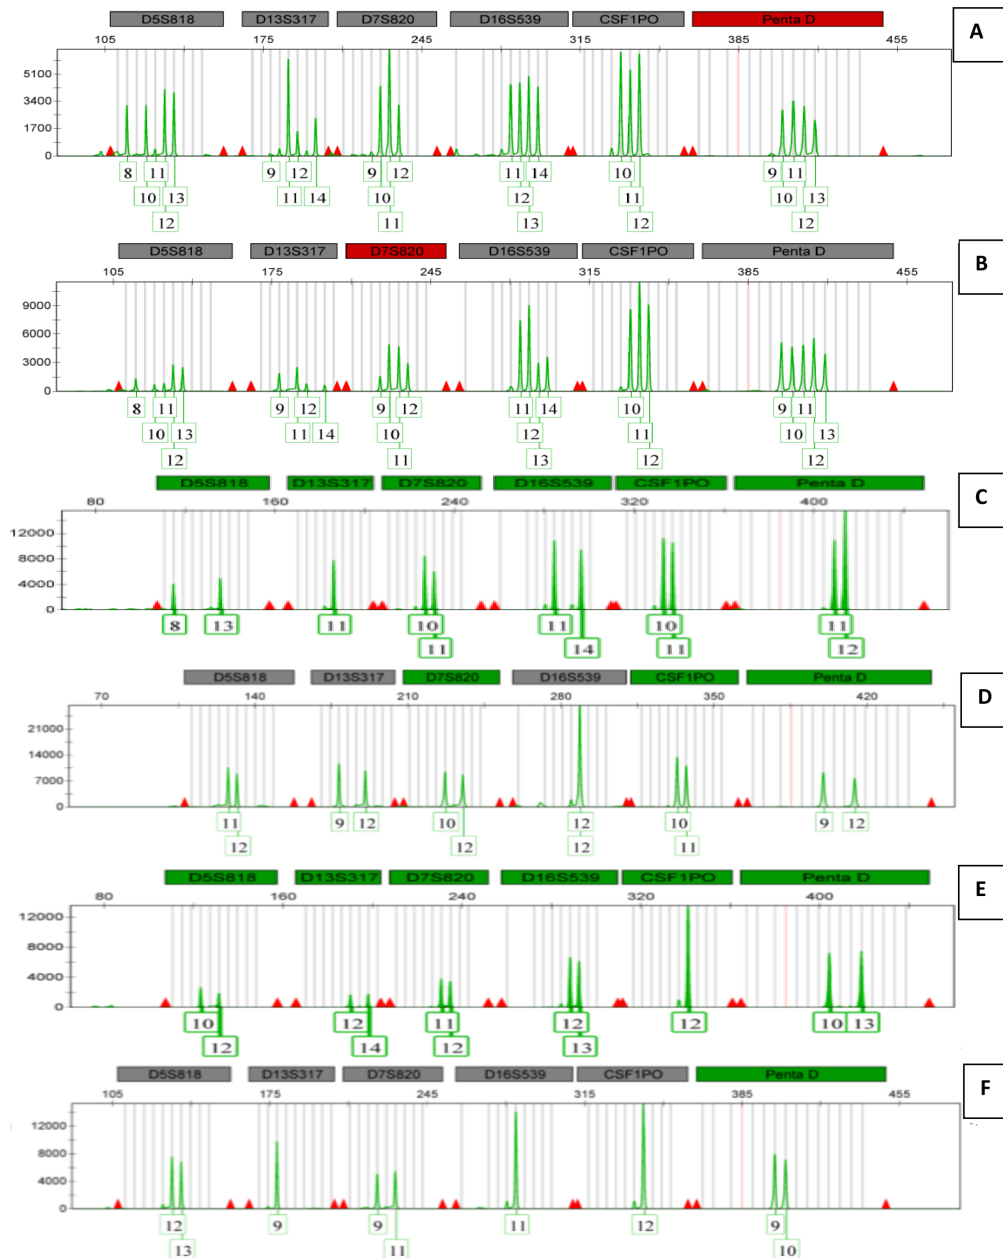 D5S818 D13S317 D7S820 D16S539 CSF1PO Penta D
A
105 175 245 315 385 455
5100
3400
1700
0
8 11 9 12 9 12 11 14 10 9 11
10 13 11 14 10 12 11 10 13
12 11 13 12 12
D5S818 D13S317 D7S820 D16S539 CSF1PO Penta D
B
105 175 245 315 385 455
9000
6000
3000
0
8 11 9 12 9 12 11 14 10 9 11
10 13 11 14 10 12 11 10 13
12 11 13 12 12
D5S818 D13S317 D7S820 D16S539 CSF1PO Penta D
C
80 160 240 320 400
12000
8000
4000
0
8 13 11 10 11 10 11
11 14 11 12
D5S818 D13S317 D7S820 D16S539 CSF1PO Penta D
D
70 140 210 280 350 420
21000
14000
7000
0
11 9 12 10 12 10 9 12
12 12 12 11
D5S818 D13S317 D7S820 D16S539 CSF1PO Penta D
E
80 160 240 320 400
12000
8000
4000
0
10 12 11 12 12 10 13
12 14 12 13
D5S818 D13S317 D7S820 D16S539 CSF1PO Penta D
F
105 175 245 315 385 455
12000
8000
4000
0
12 9 9 11 12 9
13 11 10